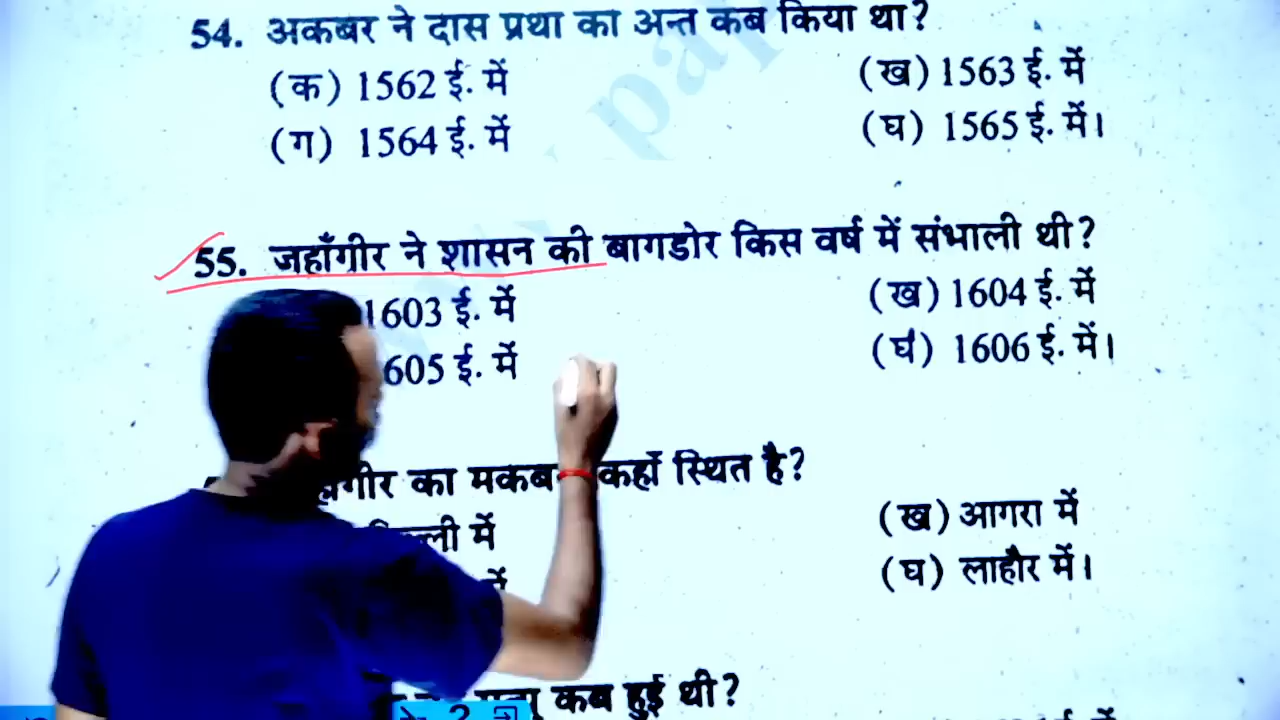 54. अकबर ने दास प्रथा का अन्त कब किया था?
(क) 1562 ई. में (ख) 1563 ई. में
(ग) 1564 ई. में (घ) 1565 ई. में।
55. जहाँगीर ने शासन की बागडोर किस वर्ष में संभाली थी?
1603 ई. में (ख) 1604 ई. में
605 ई. में (घ) 1606 ई. में।
का कहाँ स्थित है?
में (ख) आगरा में
(घ) लाहौर में।
कब हुई थी?